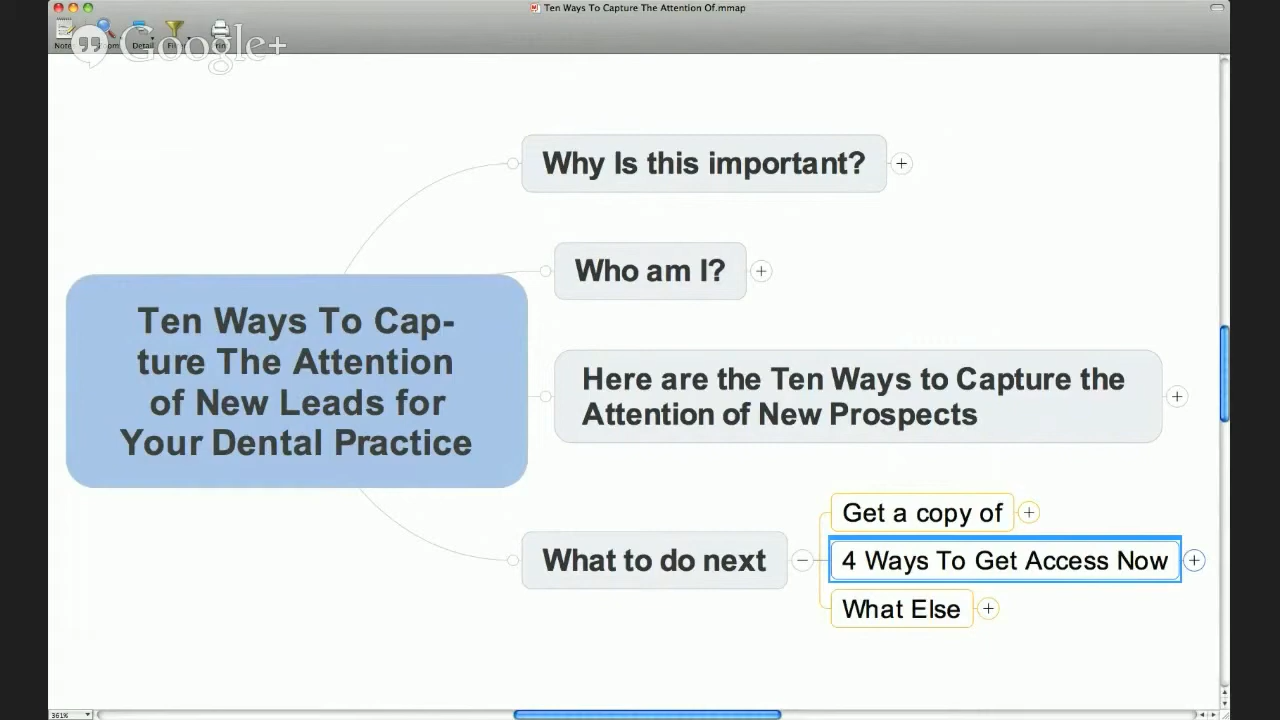 Ten Ways To Capture The Attention Of.mmap
Detail
Google+
Why Is this important?
Who am I?
Ten Ways To Cap-
ture The Attention
of New Leads for
Your Dental Practice
Here are the Ten Ways to Capture the
Attention of New Prospects
What to do next
Get a copy of
4 Ways To Get Access Now
What Else
361%